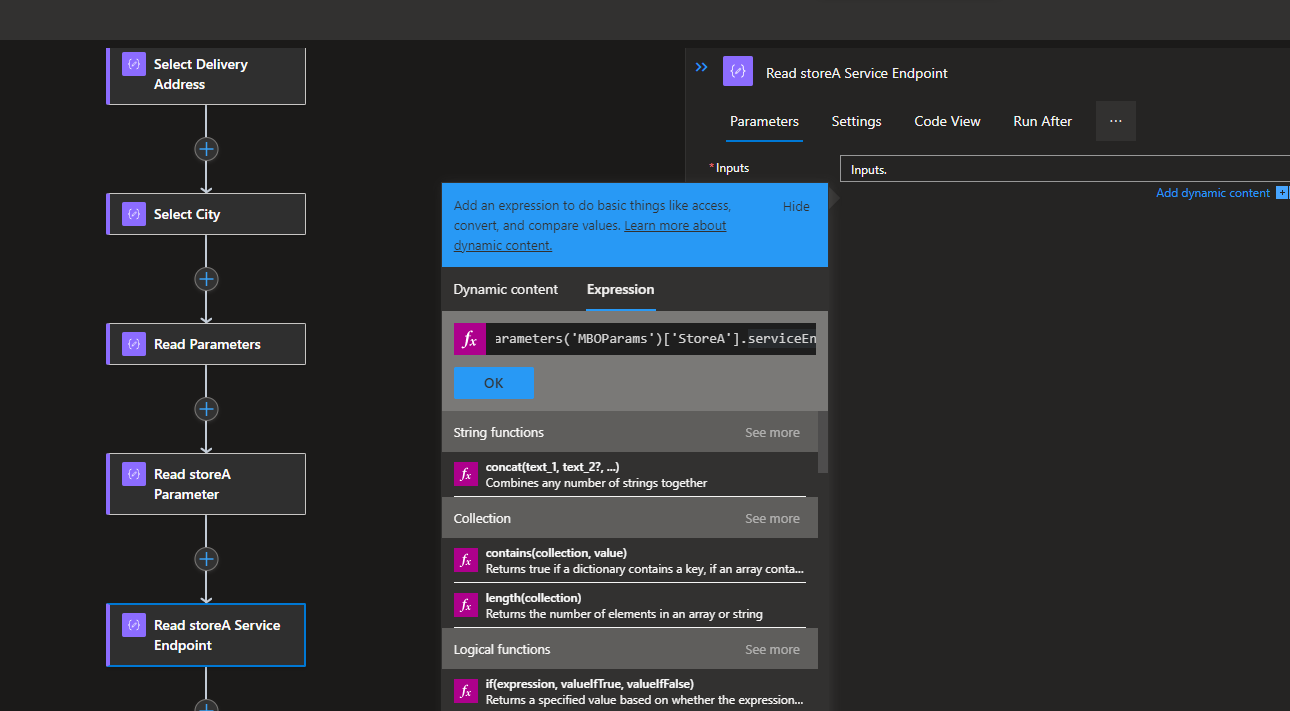 Select Delivery
Address
Select City
Read Parameters
Read storeA
Parameter
Read storeA Service
Endpoint
Read storeA Service Endpoint
Parameters Settings Code View Run After ...
*Inputs
Inputs.
Add dynamic content +
Add an expression to do basic things like access,
convert, and compare values. Learn more about
dynamic content.
Hide
Dynamic content Expression
fx arameters('MBOParams')['StoreA'].serviceEn
OK
String functions See more
fx concat(text_1, text_2?, ...)
Combines any number of strings together
Collection See more
fx contains(collection, value)
Returns true if a dictionary contains a key, if an array conta...
fx length(collection)
Returns the number of elements in an array or string
Logical functions See more
fx if(expression, valueIfTrue, valueIfFalse)
Returns a specified value based on whether the expression...